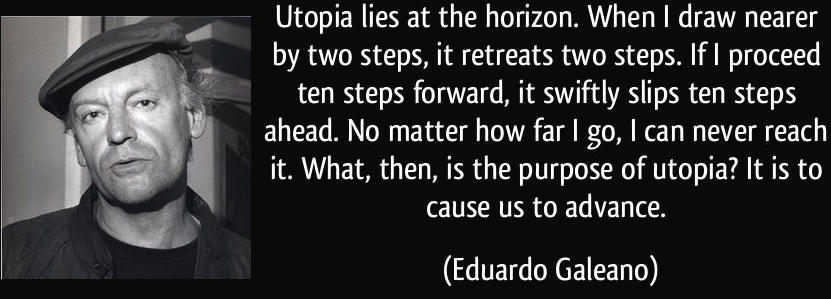 Utopia lies at the horizon. When I draw nearer
by two steps, it retreats two steps. If I proceed
ten steps forward, it swiftly slips ten steps
ahead. No matter how far I go, I can never reach
it. What, then, is the purpose of utopia? It is to
cause us to advance.
(Eduardo Galeano)